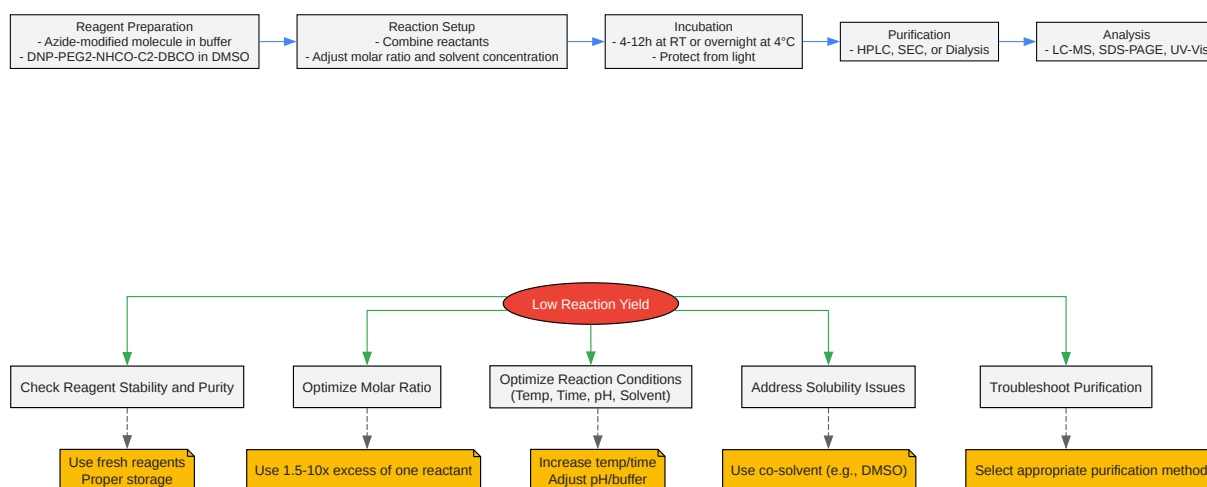 Reagent Preparation
- Azide-modified molecule in buffer
- DNP-PEG2-NHCO-C2-DBCO in DMSO
Reaction Setup
- Combine reactants
- Adjust molar ratio and solvent concentration
Incubation
- 4-12h at RT or overnight at 4°C
- Protect from light
Purification
- HPLC, SEC, or Dialysis
Analysis
- LC-MS, SDS-PAGE, UV-Vis
Low Reaction Yield
Check Reagent Stability and Purity
Optimize Molar Ratio
Optimize Reaction Conditions
(Temp, Time, pH, Solvent)
Address Solubility Issues
Troubleshoot Purification
Use fresh reagents
Proper storage
Use 1.5-10x excess of one reactant
Increase temp/time
Adjust pH/buffer
Use co-solvent (e.g., DMSO)
Select appropriate purification method